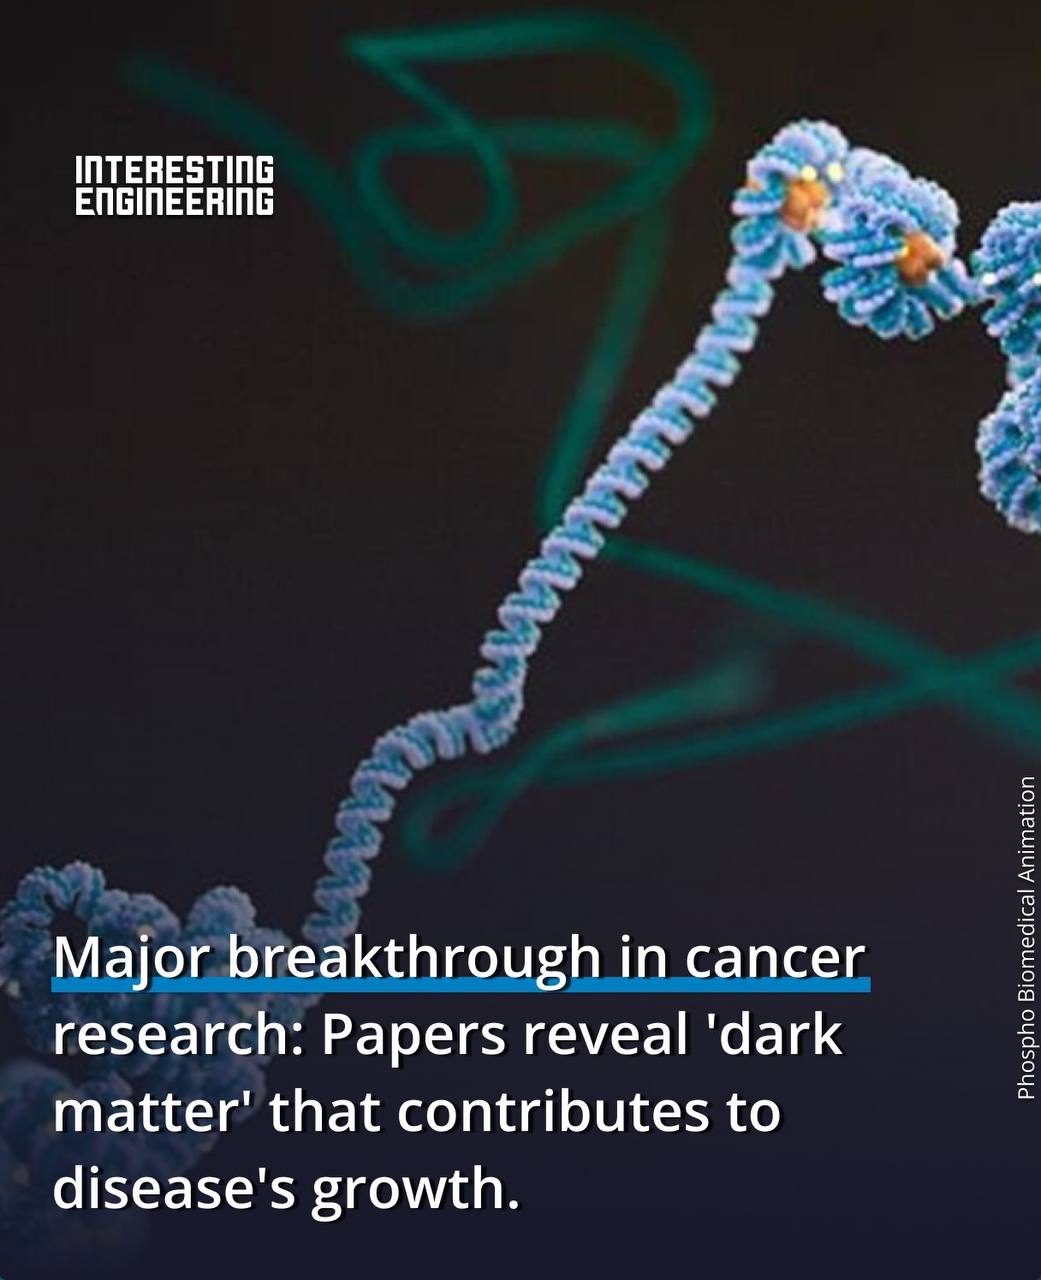 INTERESTING
ENGINEERING
Phospho Biomedical Animation
Major breakthrough in cancer
research: Papers reveal 'dark
matter' that contributes to
disease's growth.